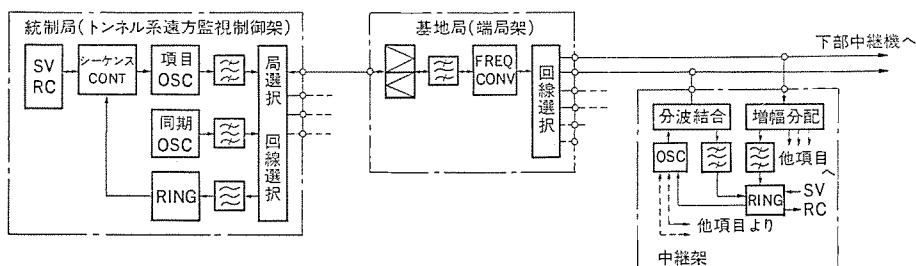 統制局(トンネル系遠方監視制御架)
SV
RC
シーケンス
CONT
項目
OSC
同期
OSC
RING
局選択
回線選択
基地局(端局架)
FREQ
CONV
回線選択
下部中継機へ
分波結合
増幅分配
OSC
他項目へ
RING
SV
RC
他項目より
中継架